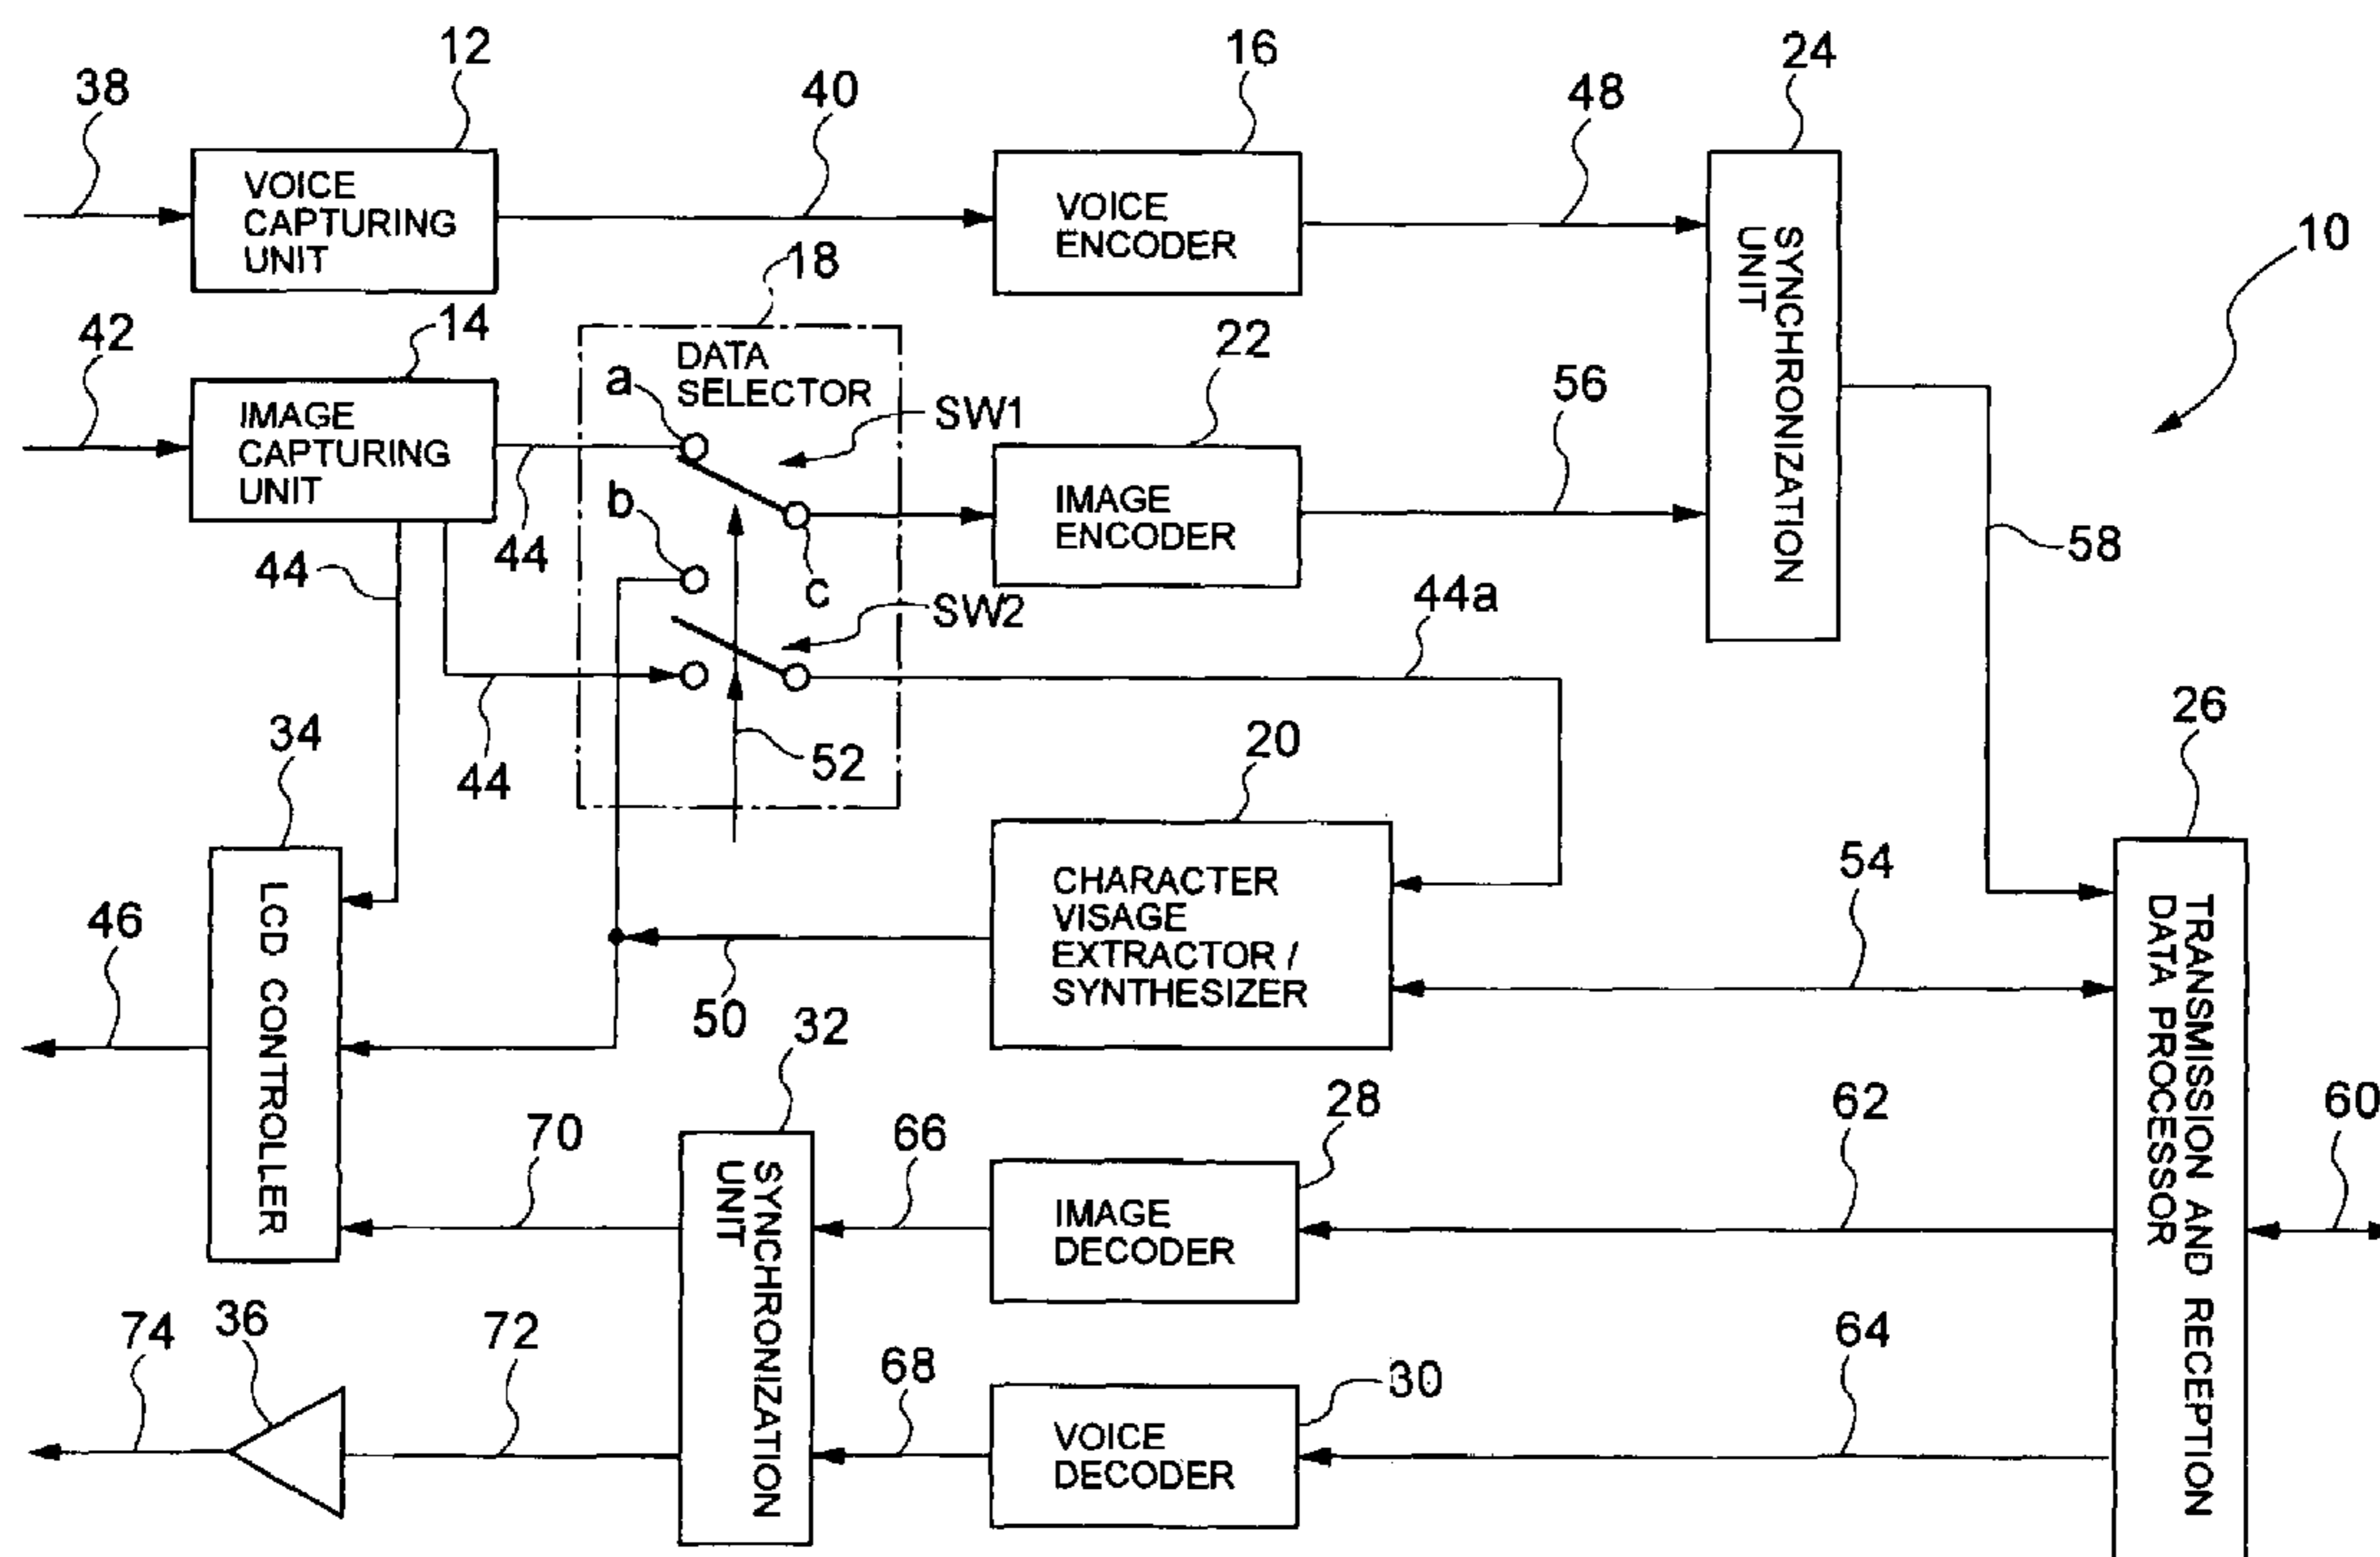 12
16
24
38
40
48
VOICE
CAPTURING
UNIT
VOICE
ENCODER
SYNCHRONIZATION
UNIT
10
18
42
14
22
DATA
SELECTOR
a
SW1
56
IMAGE
CAPTURING
UNIT
b
IMAGE
ENCODER
44
44
58
c
SW2
44a
34
44
52
20
26
46
LCD CONTROLLER
CHARACTER
VISAGE
EXTRACTOR /
SYNTHESIZER
54
TRANSMISSION AND RECEPTION
DATA PROCESSOR
50
32
70
66
28
62
60
SYNCHRONIZATION
UNIT
IMAGE
DECODER
74
36
72
68
30
64
VOICE
DECODER